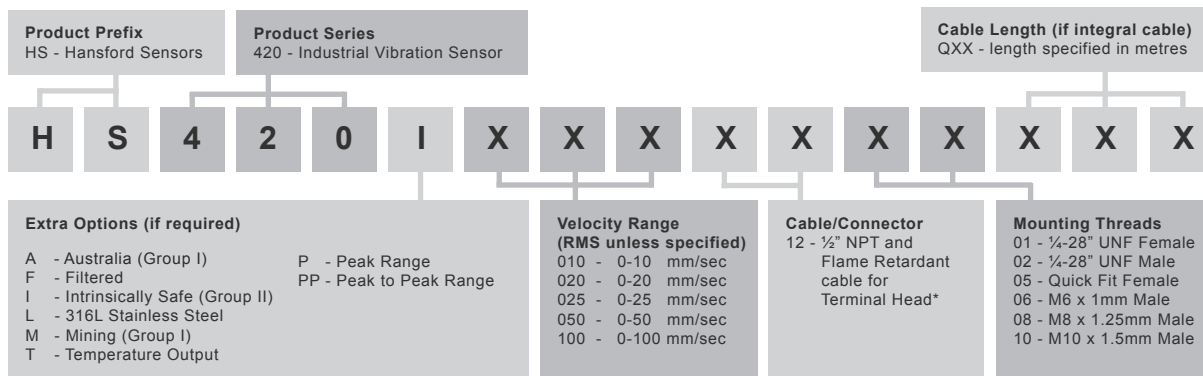 Product Prefix
HS - Hansford Sensors
Product Series
420 - Industrial Vibration Sensor
Cable Length (if integral cable)
QXX - length specified in metres
H S 4 2 0 I X X X X X X X X X X
Extra Options (if required)
A - Australia (Group I)
F - Filtered
I - Intrinsically Safe (Group II)
L - 316L Stainless Steel
M - Mining (Group I)
T - Temperature Output
P - Peak Range
PP - Peak to Peak Range
Velocity Range
(RMS unless specified)
010 - 0-10 mm/sec
020 - 0-20 mm/sec
025 - 0-25 mm/sec
050 - 0-50 mm/sec
100 - 0-100 mm/sec
Cable/Connector
12 - ½” NPT and
Flame Retardant
cable for
Terminal Head*
Mounting Threads
01 - ¼-28” UNF Female
02 - ¼-28” UNF Male
05 - Quick Fit Female
06 - M6 x 1mm Male
08 - M8 x 1.25mm Male
10 - M10 x 1.5mm Male